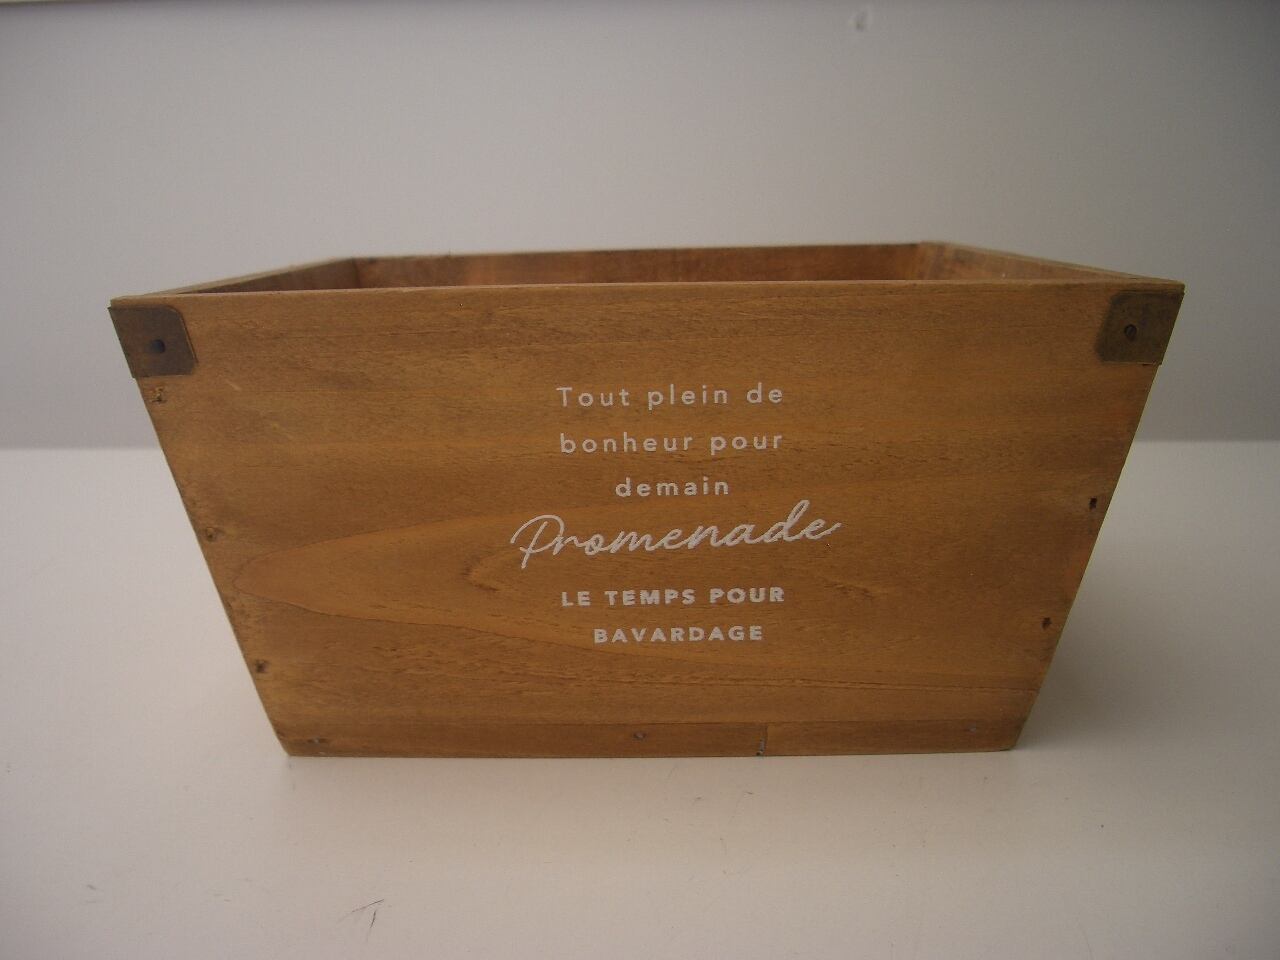 Tout plein de
bonheur pour
demain
Promenade
LE TEMPS POUR
BAVARDAGE